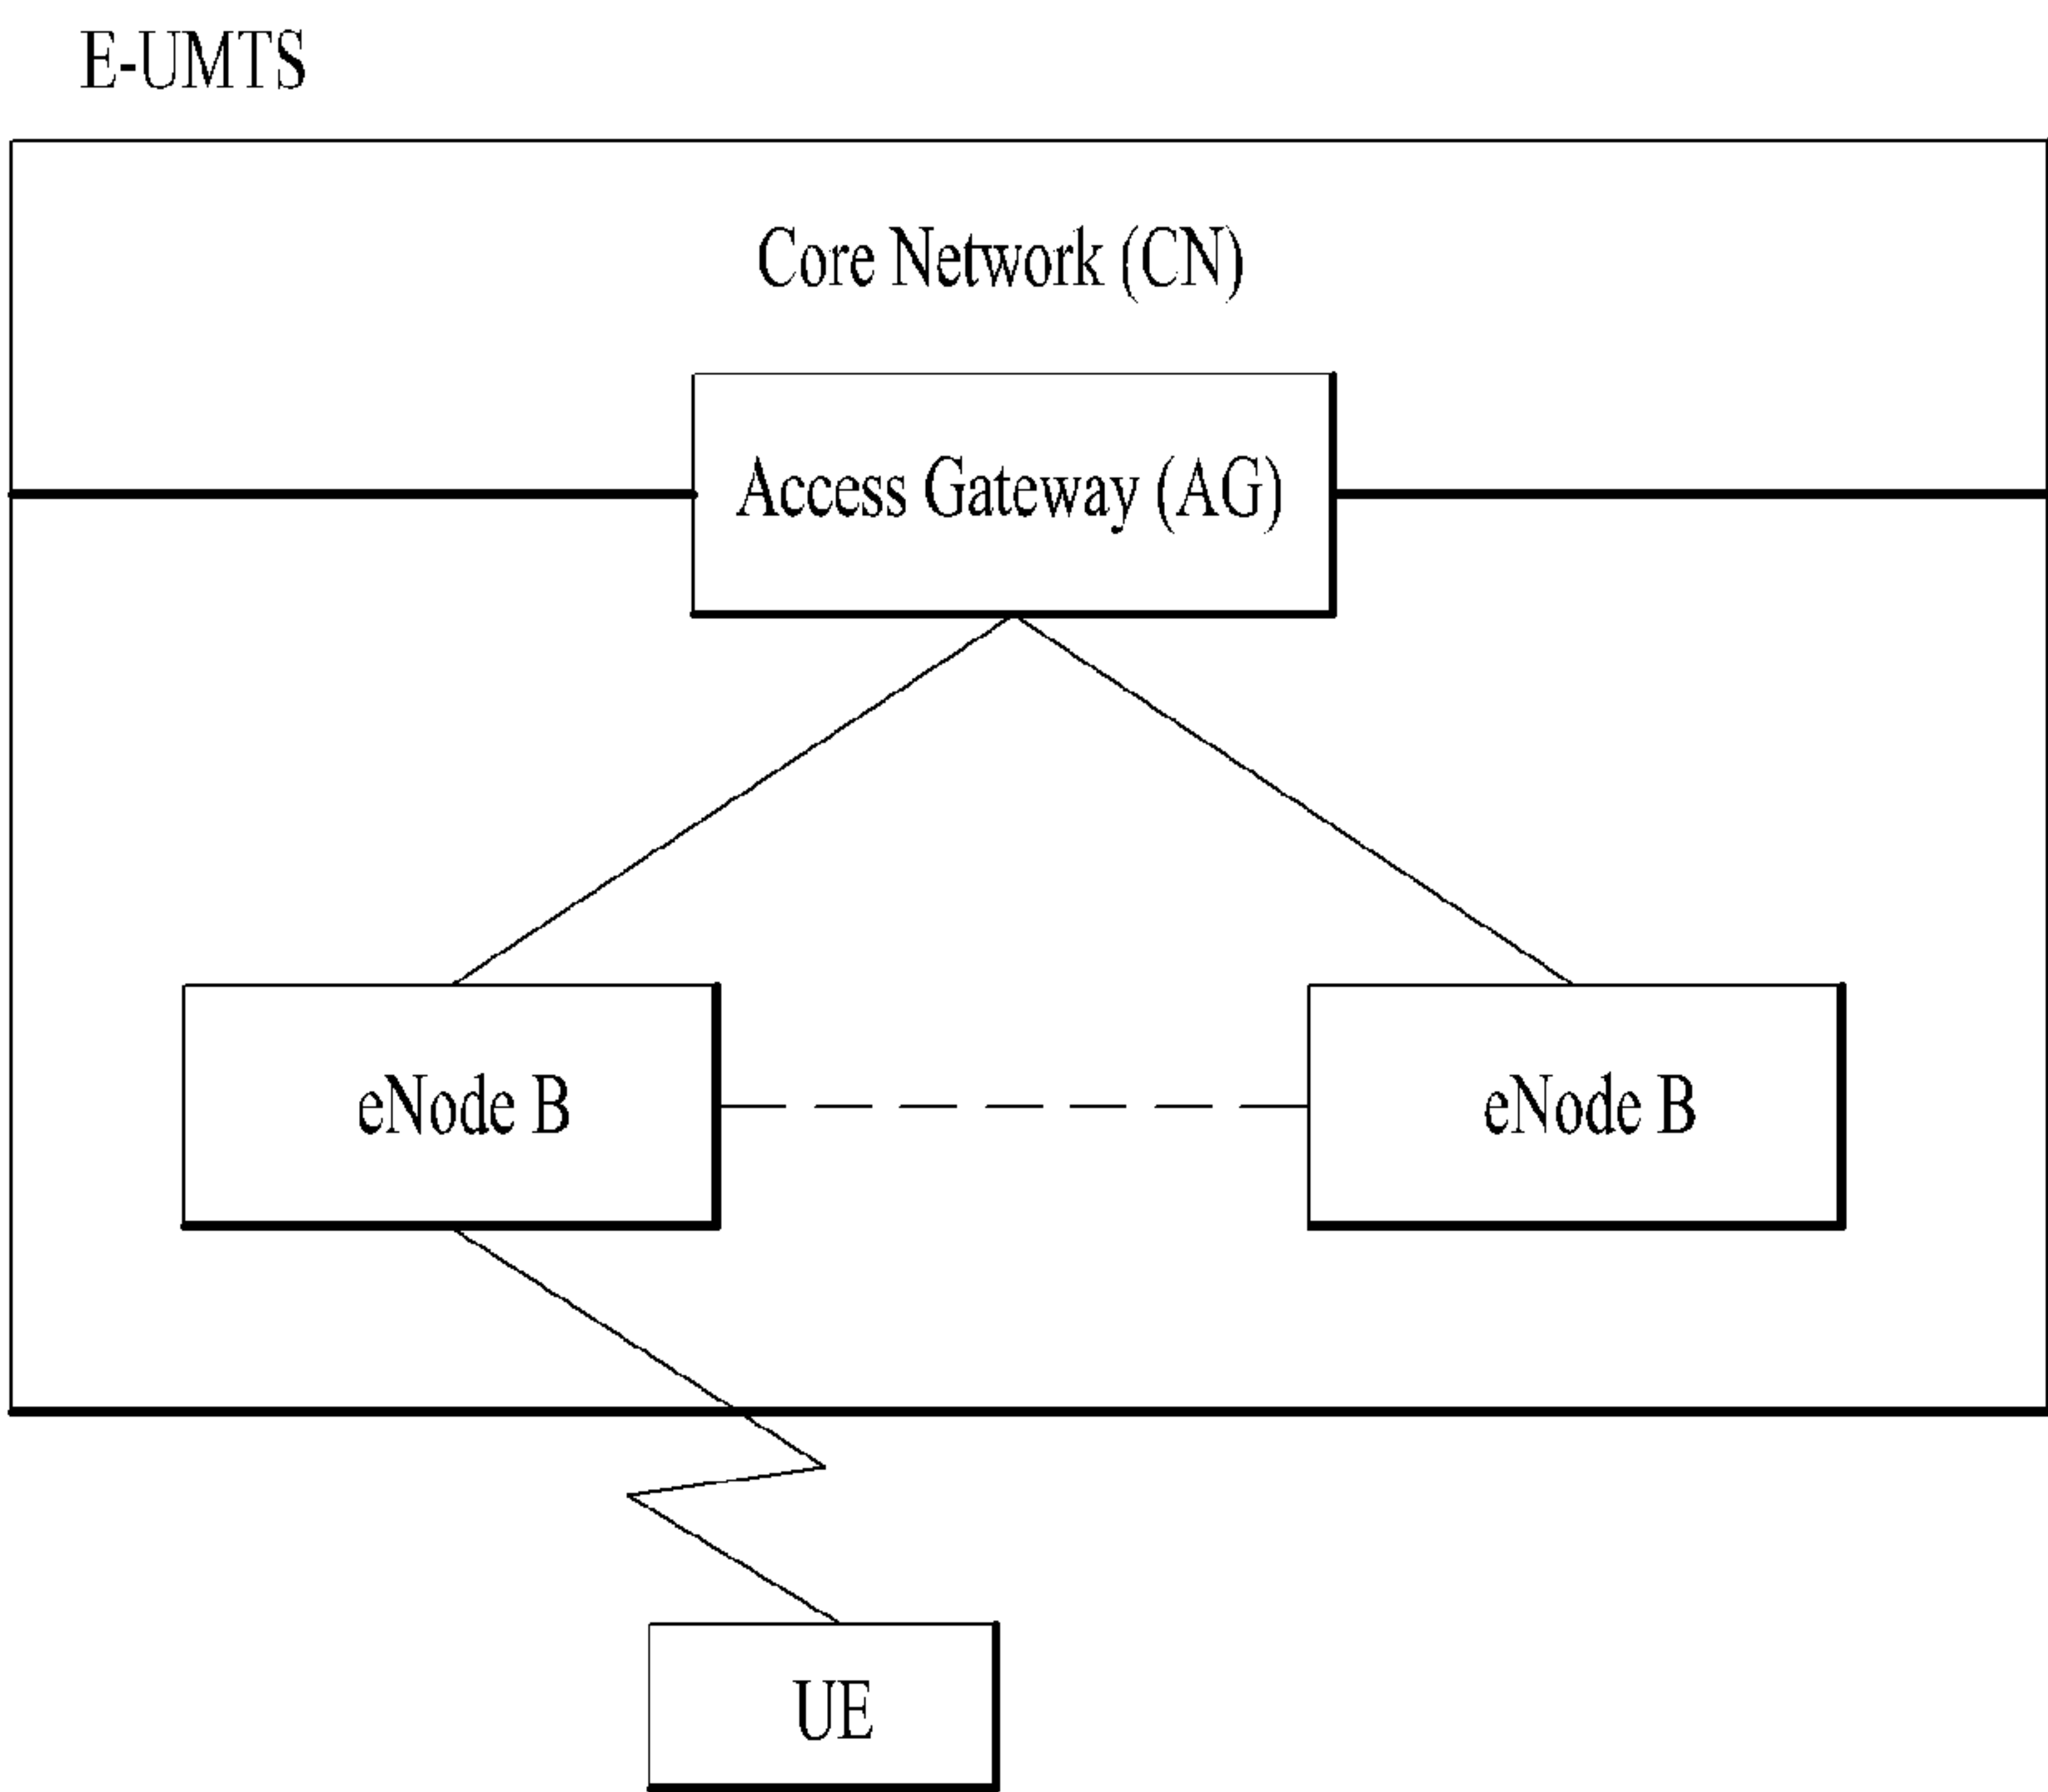 E-UMTS
Core Network (CN)
Access Gateway (AG)
eNode B
eNode B
UE